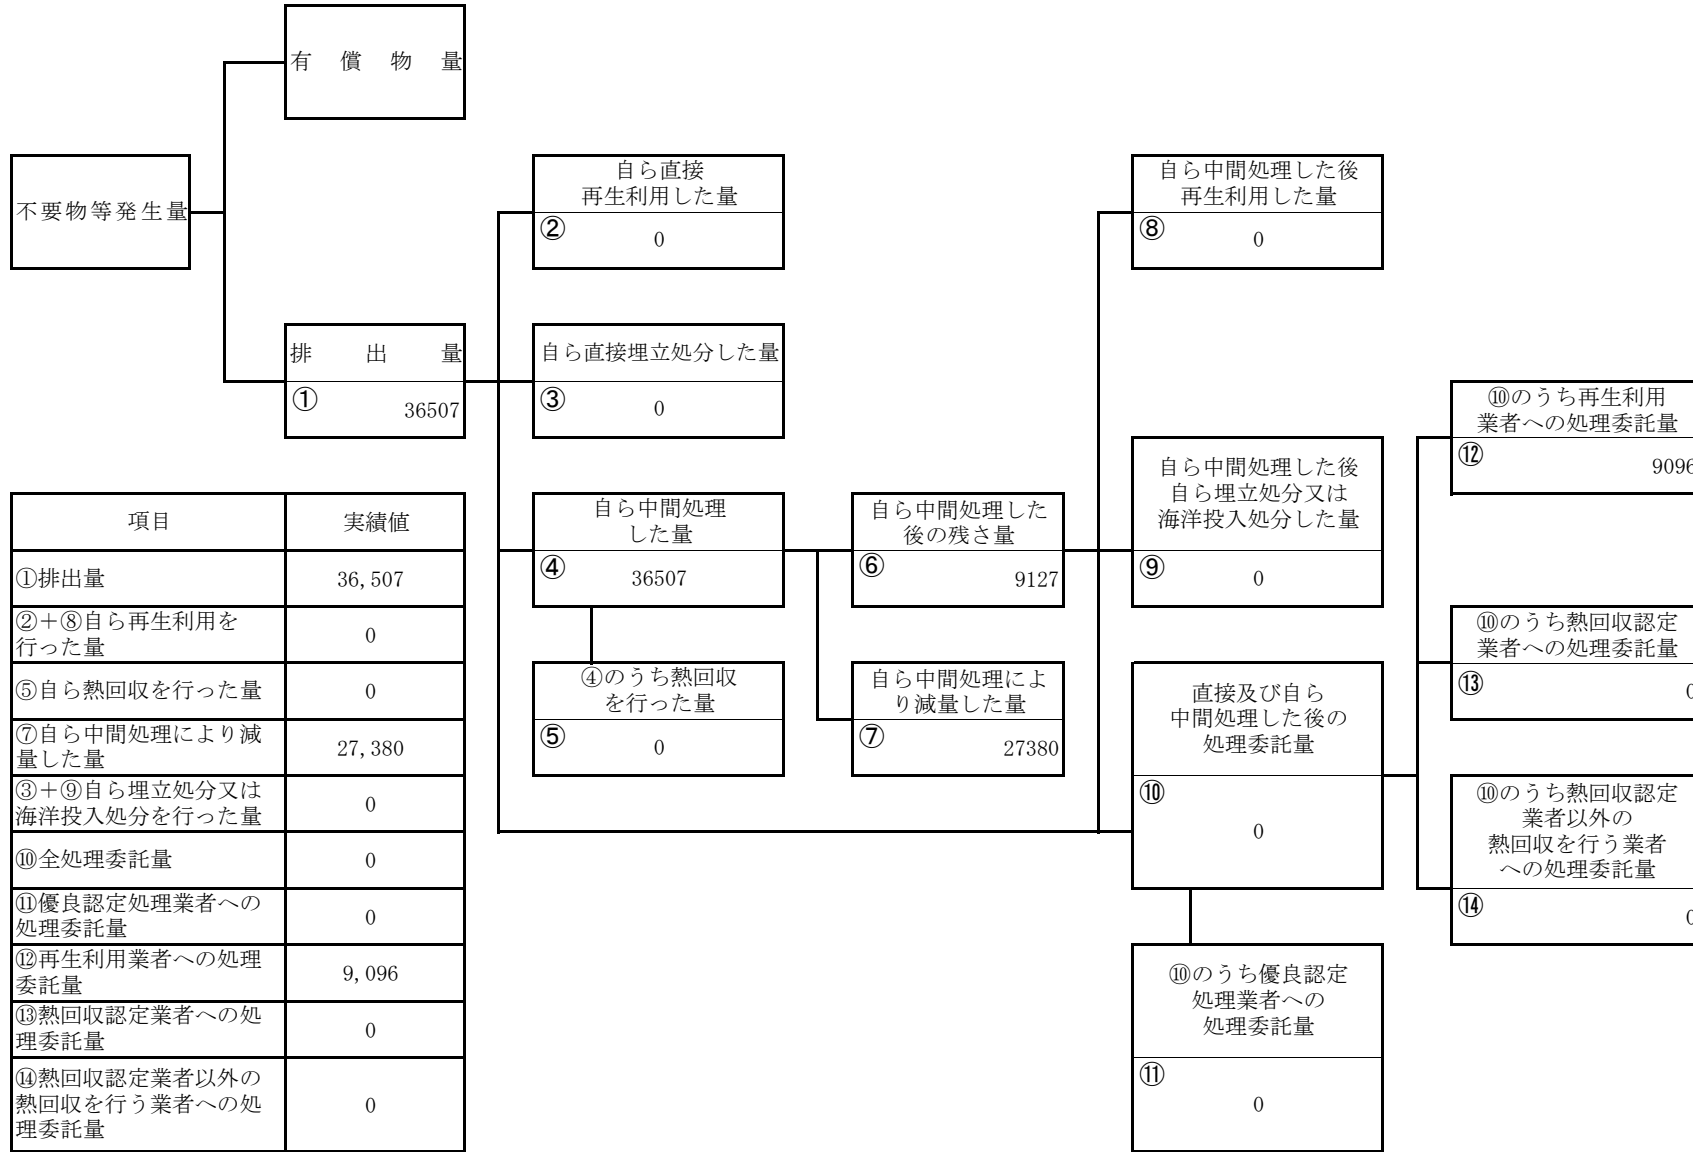 有償物量
不要物等発生量
排出量
① 36507
自ら直接
再生利用した量
② 0
自ら直接埋立処分した量
③ 0
自ら中間処理
した量
④ 36507
④のうち熱回収
を行った量
⑤ 0
自ら中間処理した
後の残さ量
⑥ 9127
自ら中間処理によ
り減量した量
⑦ 27380
自ら中間処理した後
再生利用した量
⑧ 0
自ら中間処理した後
自ら埋立処分又は
海洋投入処分した量
⑨ 0
直接及び自ら
中間処理した後の
処理委託量
⑩
0
⑩のうち優良認定
処理業者への
処理委託量
⑪
0
⑩のうち再生利用
業者への処理委託量
⑫ 9096
⑩のうち熱回収認定
業者への処理委託量
⑬ 0
⑩のうち熱回収認定
業者以外の
熱回収を行う業者
への処理委託量
⑭ 0
項目 実績値
①排出量 36,507
②＋⑧自ら再生利用を
行った量 0
⑤自ら熱回収を行った量 0
⑦自ら中間処理により減
量した量 27,380
③＋⑨自ら埋立処分又は
海洋投入処分を行った量 0
⑩全処理委託量 0
⑪優良認定処理業者への
処理委託量 0
⑫再生利用業者への処理
委託量 9,096
⑬熱回収認定業者への処
理委託量 0
⑭熱回収認定業者以外の
熱回収を行う業者への処
理委託量 0